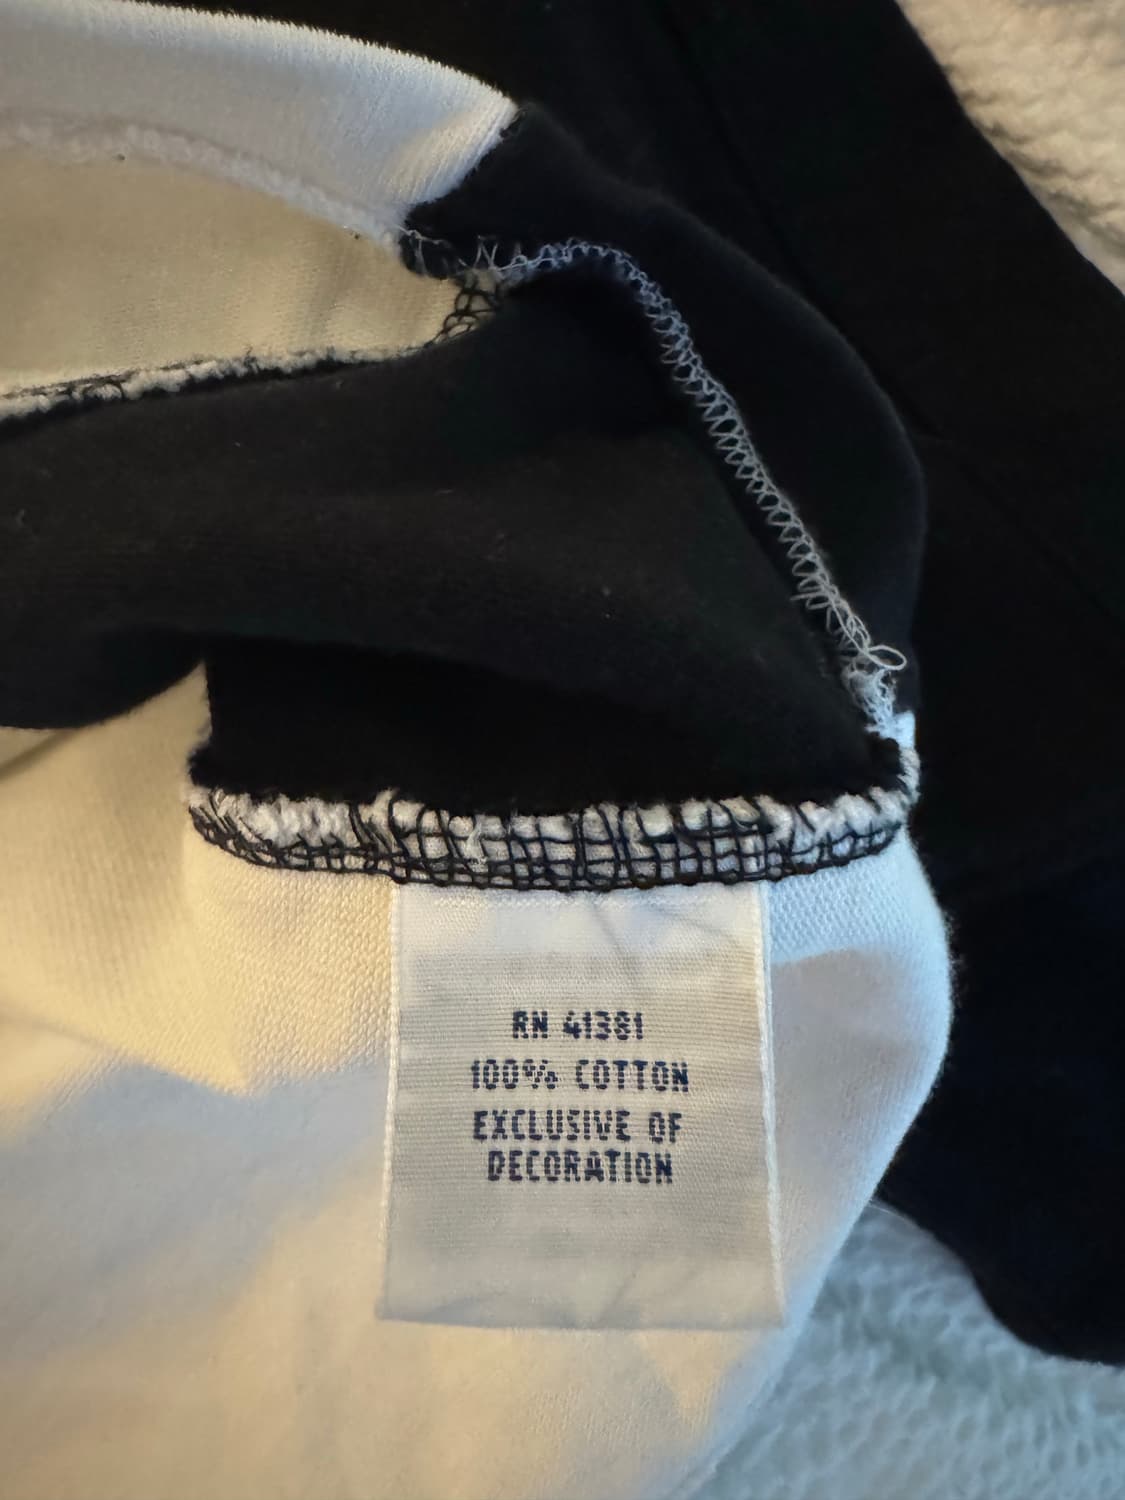 RN 41381
100% COTTON
EXCLUSIVE OF
DECORATION